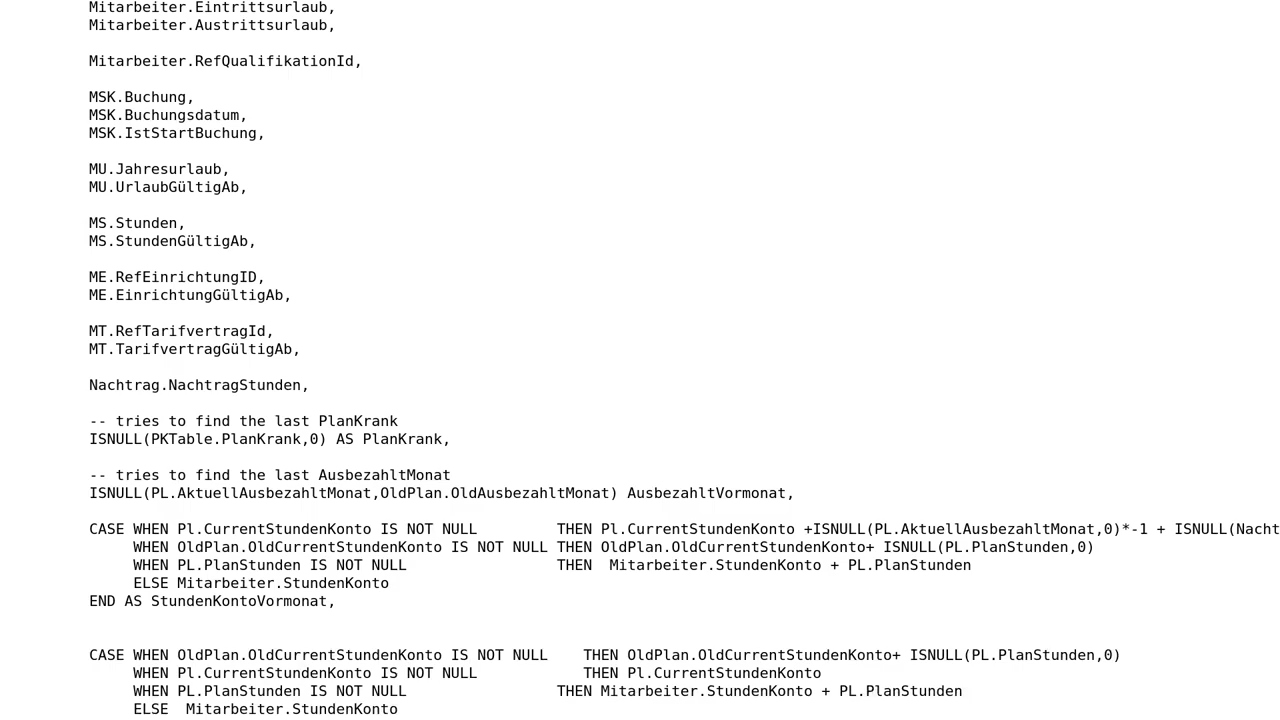 Mitarbeiter.Eintrittsurlaub,
Mitarbeiter.Austrittsurlaub,
Mitarbeiter.RefQualifikationId,
MSK.Buchung,
MSK.Buchungsdatum,
MSK.IstStartBuchung,
MU.Jahresurlaub,
MU.UrlaubGültigAb,
MS.Stunden,
MS.StundenGültigAb,
ME.RefEinrichtungID,
ME.EinrichtungGültigAb,
MT.RefTarifvertragId,
MT.TarifvertragGültigAb,
Nachtrag.NachtragStunden,
-- tries to find the last PlanKrank
ISNULL(PKTable.PlanKrank,0) AS PlanKrank,
-- tries to find the last AusbezahltMonat
ISNULL(PL.AktuellAusbezahltMonat,OldPlan.OldAusbezahltMonat) AusbezahltVormonat,
CASE WHEN Pl.CurrentStundenKonto IS NOT NULL THEN Pl.CurrentStundenKonto +ISNULL(PL.AktuellAusbezahltMonat,0)*-1 + ISNULL(Nacht
WHEN OldPlan.OldCurrentStundenKonto IS NOT NULL THEN OldPlan.OldCurrentStundenKonto+ ISNULL(PL.PlanStunden,0)
WHEN PL.PlanStunden IS NOT NULL THEN Mitarbeiter.StundenKonto + PL.PlanStunden
ELSE Mitarbeiter.StundenKonto
END AS StundenKontoVormonat,
CASE WHEN OldPlan.OldCurrentStundenKonto IS NOT NULL THEN OldPlan.OldCurrentStundenKonto+ ISNULL(PL.PlanStunden,0)
WHEN Pl.CurrentStundenKonto IS NOT NULL THEN Pl.CurrentStundenKonto
WHEN PL.PlanStunden IS NOT NULL THEN Mitarbeiter.StundenKonto + PL.PlanStunden
ELSE Mitarbeiter.StundenKonto